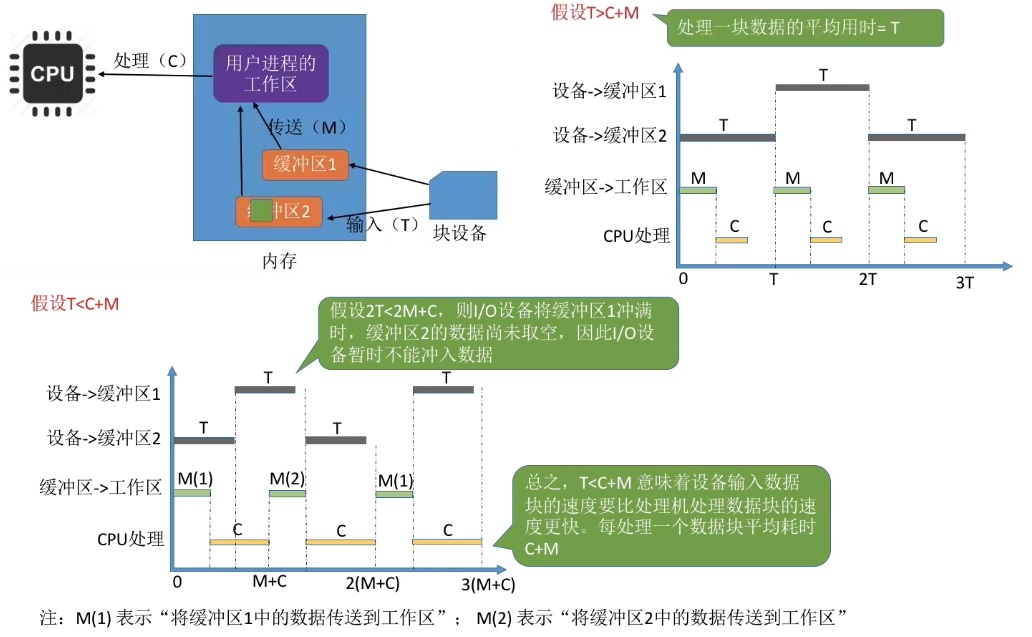 CPU
处理（C）
用户进程的
工作区
传送（M）
缓冲区1
冲区2
输入（T）
块设备
内存
假设T>C+M
处理一块数据的平均用时= T
设备->缓冲区1
T
设备->缓冲区2
T
T
缓冲区->工作区
M
M
M
CPU处理
C
C
C
0
T
2T
3T
假设T<C+M
假设2T<2M+C，则I/O设备将缓冲区1冲满
时，缓冲区2的数据尚未取空，因此I/O设
备暂时不能冲入数据
设备->缓冲区1
T
T
设备->缓冲区2
T
T
缓冲区->工作区
M(1)
M(2)
M(1)
CPU处理
C
C
C
0
M+C
2(M+C)
3(M+C)
总之，T<C+M 意味着设备输入数据
块的速度要比处理机处理数据块的速
度更快。每处理一个数据块平均耗时
C+M
注：M(1) 表示“将缓冲区1中的数据传送到工作区”； M(2) 表示“将缓冲区2中的数据传送到工作区”